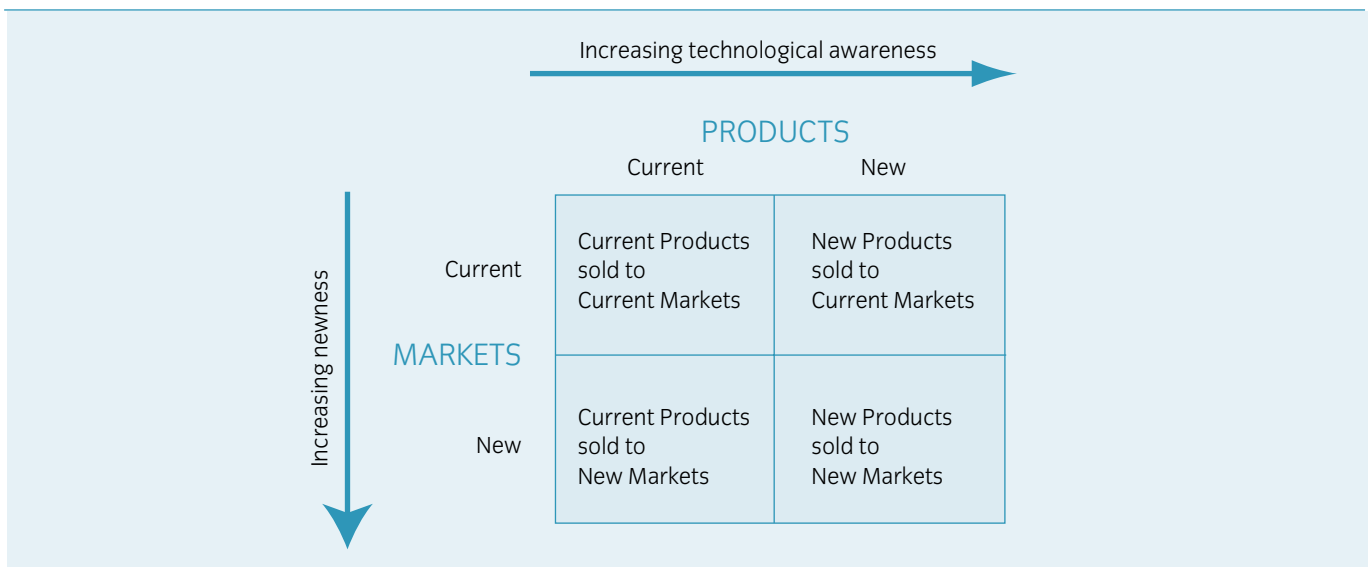 Increasing technological awareness
PRODUCTS
Current
New
Current
Current Products
sold to
Current Markets
New Products
sold to
Current Markets
MARKETS
Increasing newness
New
Current Products
sold to
New Markets
New Products
sold to
New Markets